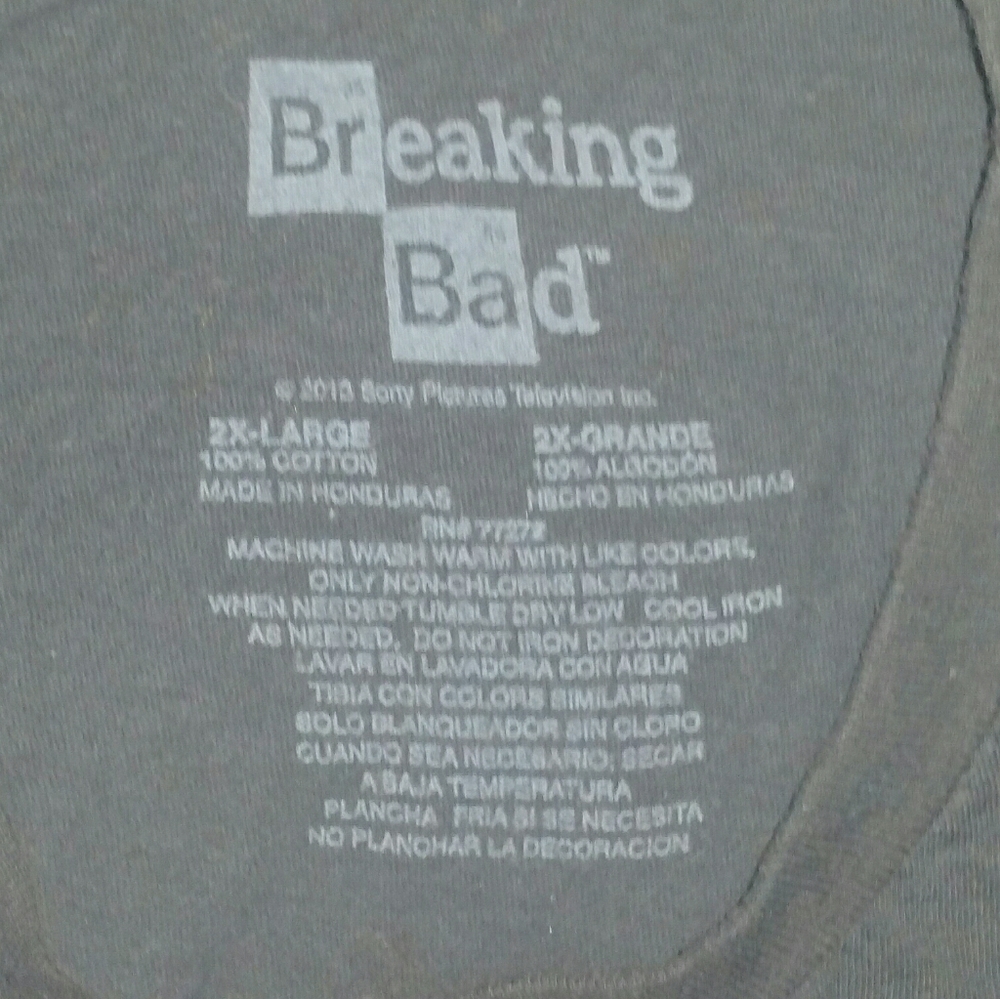 Breaking
Bad™
© 2013 Sony Pictures Television Inc.
2X-LARGE 2X-GRANDE
100% COTTON 100% ALGODÓN
MADE IN HONDURAS HECHO EN HONDURAS
RN#
MACHINE WASH WARM WITH LIKE COLORS,
ONLY NON-CHLORINE BLEACH
WHEN NEEDED TUMBLE DRY LOW COOL IRON
AS NEEDED. DO NOT IRON DECORATION
LAVAR EN LAVADORA CON AGUA
TIBIA CON COLORS SIMILARES
SOLO BLANQUEADOR SIN CLORO
CUANDO SEA NECESARIO; SECAR
A BAJA TEMPERATURA
PLANCHA FRIA SI SE NECESITA
NO PLANCHAR LA DECORACION